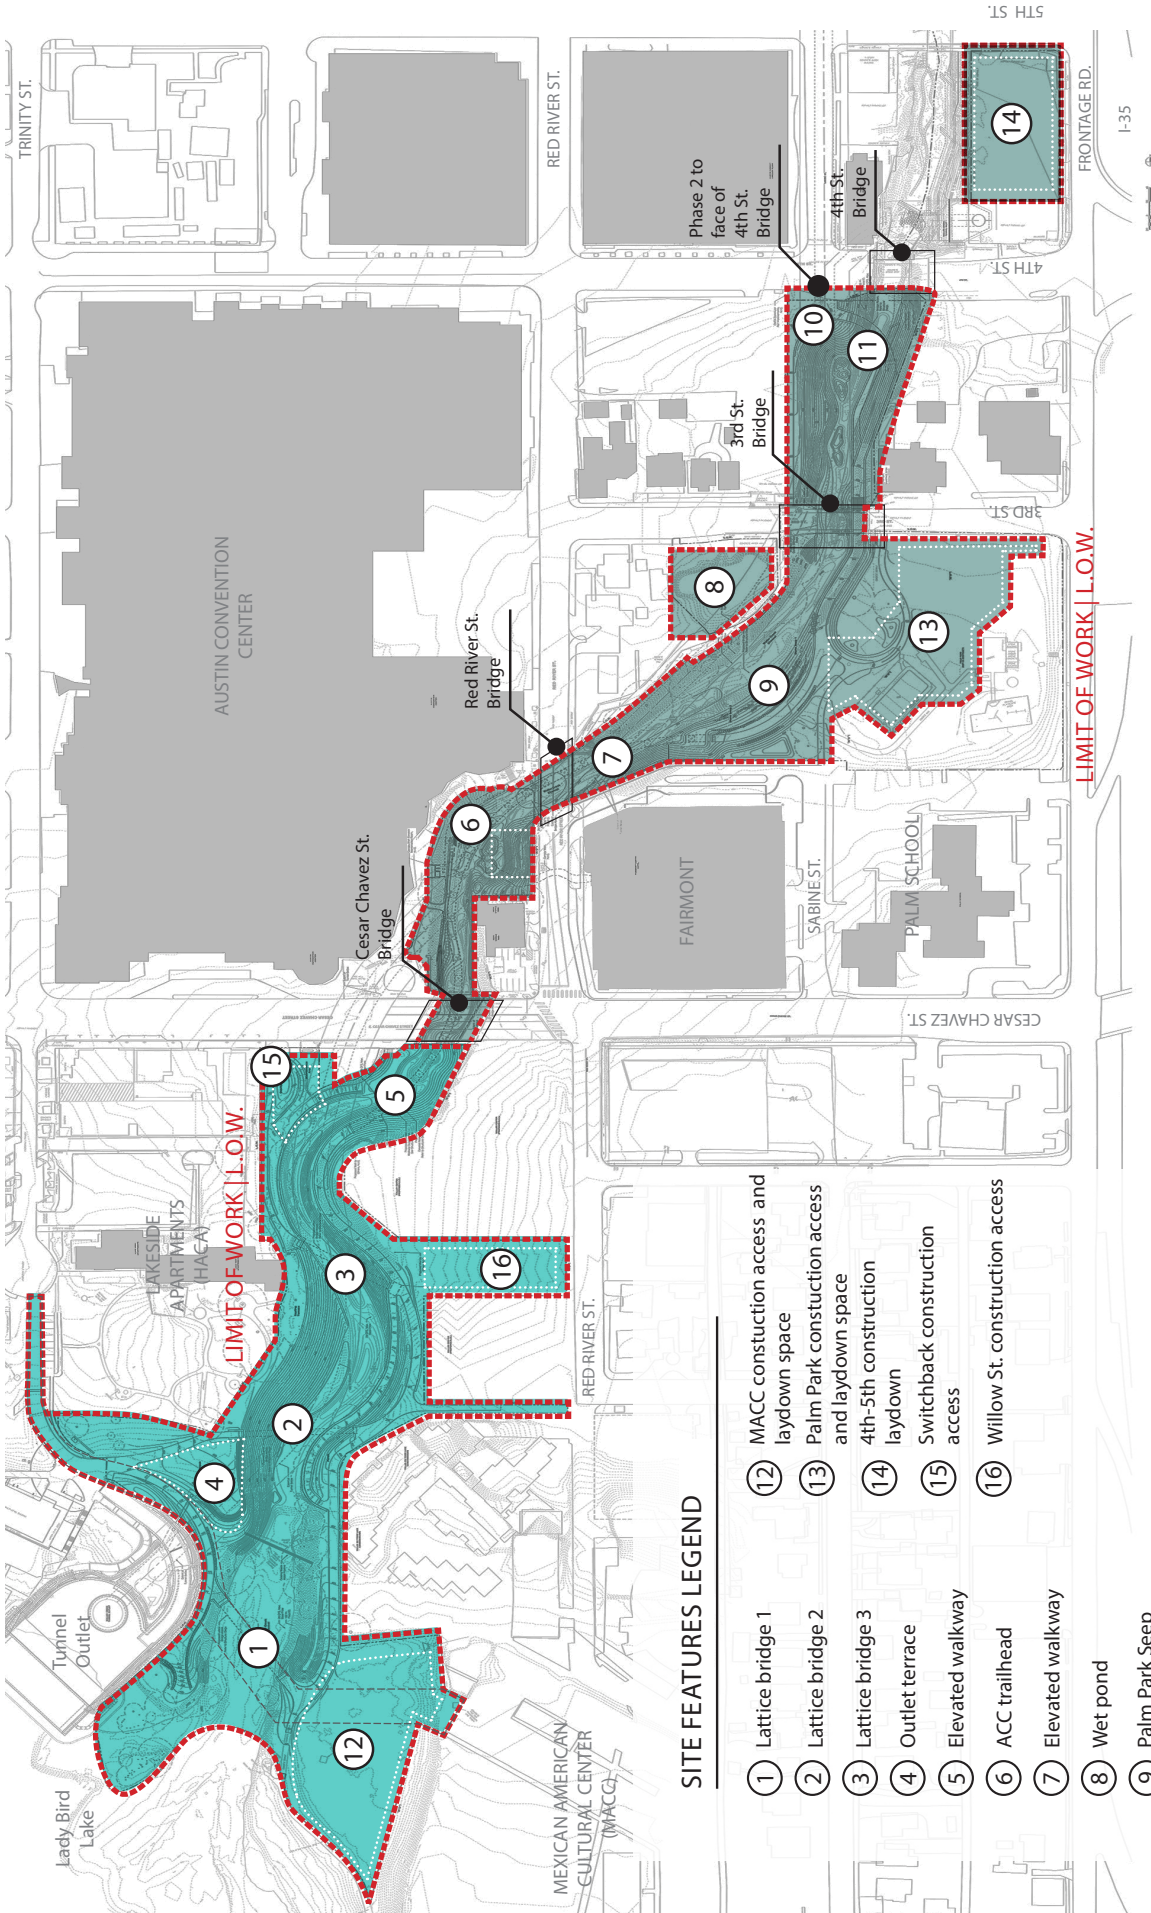 TRINITY ST.
RED RIVER ST.
5TH ST.
FRONTAGE RD.
I-35
4TH ST.
3RD ST.
AUSTIN CONVENTION
CENTER
Phase 2 to
face of
4th St.
Bridge
4th St.
Bridge
3rd St.
Bridge
Red River St.
Bridge
Cesar Chavez St.
Bridge
14
10
11
8
13
9
7
6
LIMIT OF WORK | L.O.W.
FAIRMONT
SABINE ST.
PALM SCHOOL
CESAR CHAVEZ ST.
15
5
LIMIT OF WORK | L.O.W.
LAKESIDE
APARTMENTS
(HACA)
3
16
2
4
1
12
RED RIVER ST.
Tunnel
Outlet
Lady Bird
Lake
MEXICAN AMERICAN
CULTURAL CENTER
(MACC)
SITE FEATURES LEGEND
1 Lattice bridge 1
2 Lattice bridge 2
3 Lattice bridge 3
4 Outlet terrace
5 Elevated walkway
6 ACC trailhead
7 Elevated walkway
8 Wet pond
9 Palm Park Seep
12 MACC constuction access and
laydown space
13 Palm Park constuction access
and laydown space
14 4th-5th construction
laydown
15 Switchback construction
access
16 Willow St. construction access